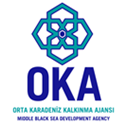 OKA
ORTA KARADENİZ KALKINMA AJANSI
MIDDLE BLACK SEA DEVELOPMENT AGENCY